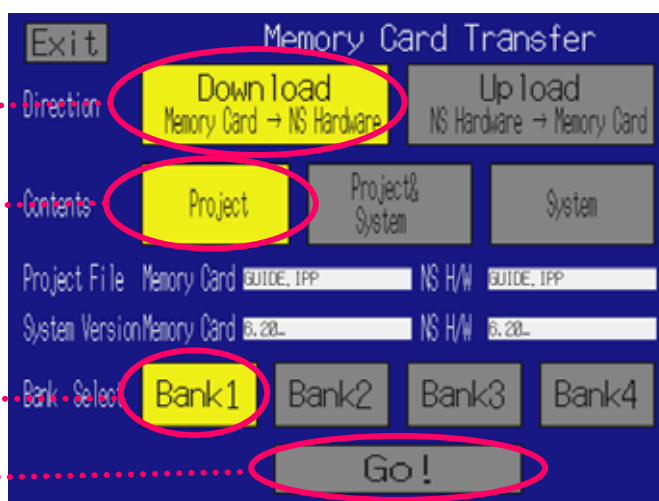 Exit Memory Card Transfer
Direction Download Upload
Memory Card → NS Hardware NS Hardware → Memory Card
Contents Project Project& System
System
Project File Memory Card GUIDE.IPP NS H/W GUIDE.IPP
System Version Memory Card 6.20_ NS H/W 6.20_
Bank Select Bank1 Bank2 Bank3 Bank4
Go!